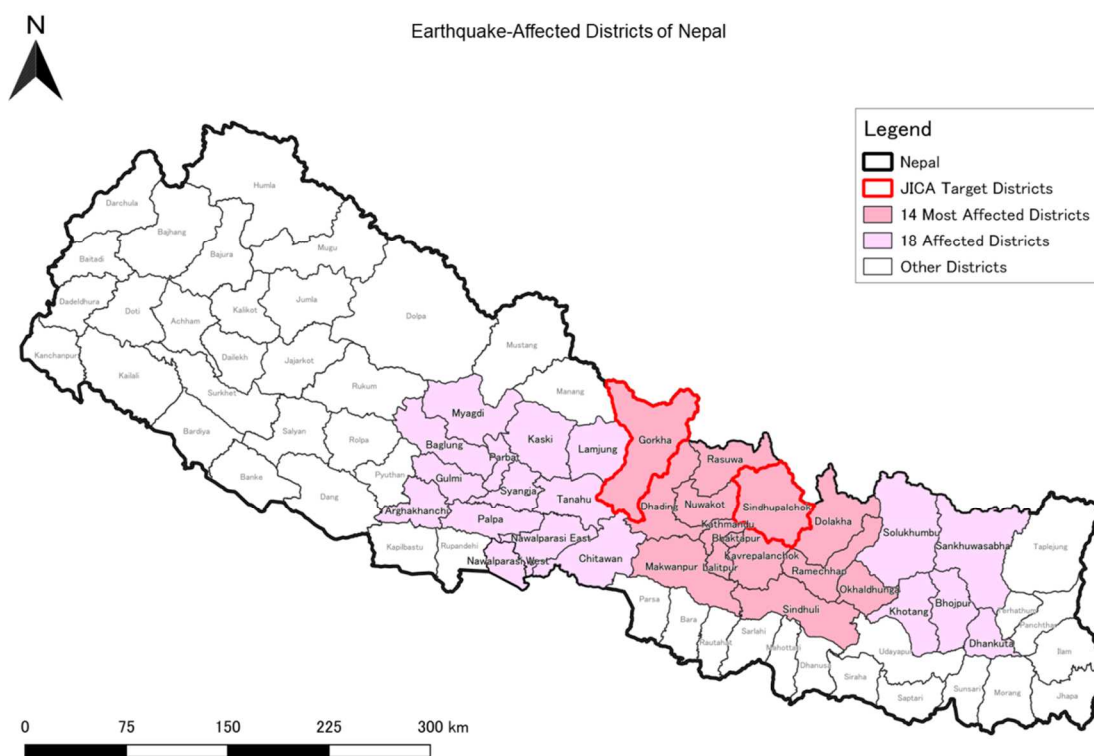 N
Earthquake-Affected Districts of Nepal
Legend
Nepal
JICA Target Districts
14 Most Affected Districts
18 Affected Districts
Other Districts
Humla
Darchula
Bajhang
Mugu
Bajura
Baitadi
Jumla
Dadeldhura
Doti
Kalikot
Dolpa
Achham
Mustang
Kanchanpur
Dailekh
Jajarkot
Kailali
Rukum
Manang
Surkhet
Myagdi
Bardiya
Salyan
Rolpa
Kaski
Gorkha
Baglung
Lamjung
Parbat
Rasuwa
Banke
Pyuthan
Gulmi
Syangja
Dang
Tanahu
Dhading
Nuwakot
Sindhupalchok
Arghakhanchi
Palpa
Kathmandu
Dolakha
Solukhumbu
Nawalparasi East
Bhaktapur
Sankhuwasabha
Taplejung
Kapilbastu
Rupandehi
Nawalparasi West
Chitawan
Makwanpur
Lalitpur
Kavrepalanchok
Ramechhap
Okhaldhunga
Parsa
Sindhuli
Khotang
Bhojpur
Bara
Panchthar
Rautahat
Sarlahi
Mahottari
Dhankuta
Udayapur
Ilam
Dhanusa
Siraha
Saptari
Sunsari
Morang
Jhapa
0 75 150 225 300 km